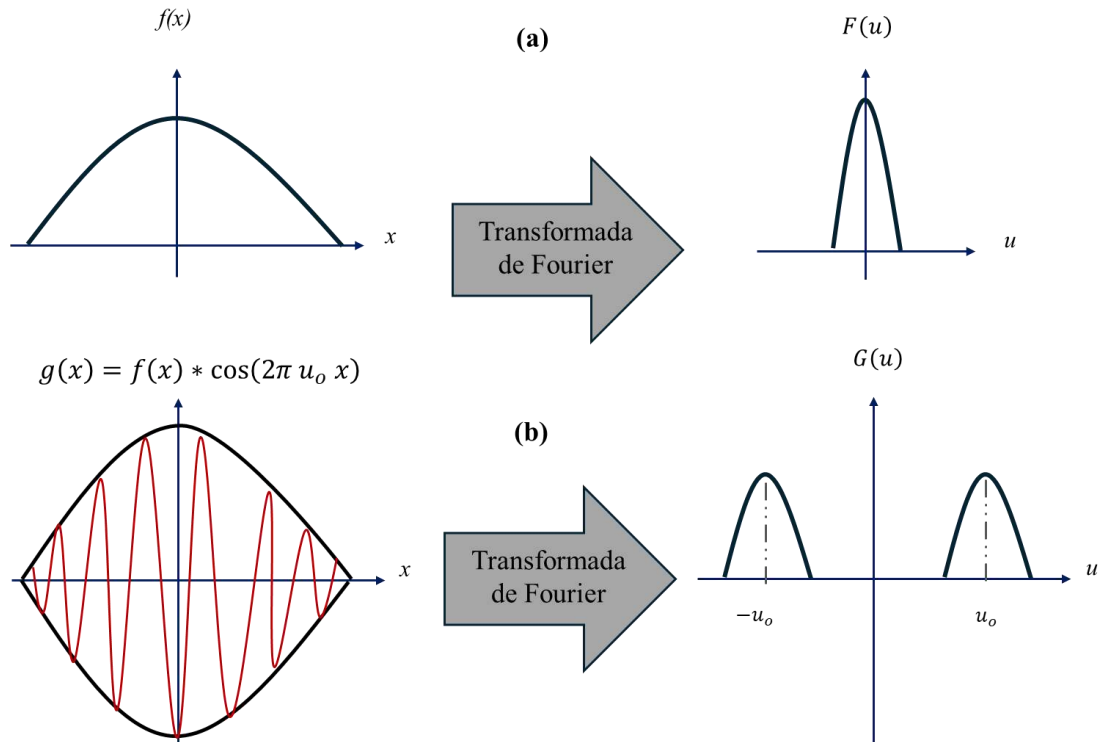 f(x)
(a)
F(u)
Transformada
de Fourier
x
u
g(x) = f(x) ∗ cos(2π u_o x)
(b)
G(u)
Transformada
de Fourier
x
u
−u_o
u_o